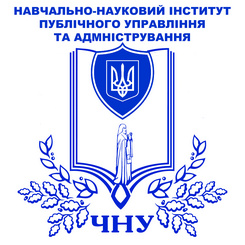 НАВЧАЛЬНО-НАУКОВИЙ ІНСТИТУТ
ПУБЛІЧНОГО УПРАВЛІННЯ
ТА АДМІНІСТРУВАННЯ
ЧНУ